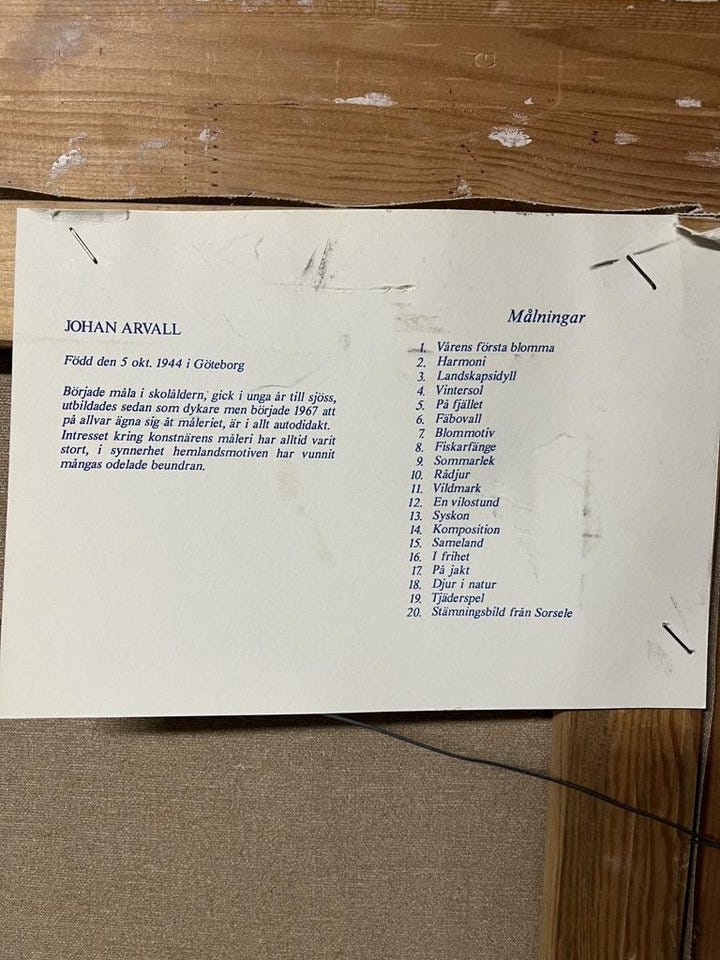 JOHAN ARVALL
Född den 5 okt. 1944 i Göteborg
Började måla i skolåldern, gick i unga år till sjöss,
utbildades sedan som dykare men började 1967 att
på allvar ägna sig åt måleriet, är i allt autodidakt.
Intresset kring konstnärens måleri har alltid varit
stort, i synnerhet hemlandsmotiven har vunnit
mångas odelade beundran.
Målningar
1. Vårens första blomma
2. Harmoni
3. Landskapsidyll
4. Vintersol
5. På fjället
6. Fäbovall
7. Blommotiv
8. Fiskarfänge
9. Sommarlek
10. Rådjur
11. Vildmark
12. En vilostund
13. Syskon
14. Komposition
15. Sameland
16. I frihet
17. På jakt
18. Djur i natur
19. Tjäderspel
20. Stämningsbild från Sorsele